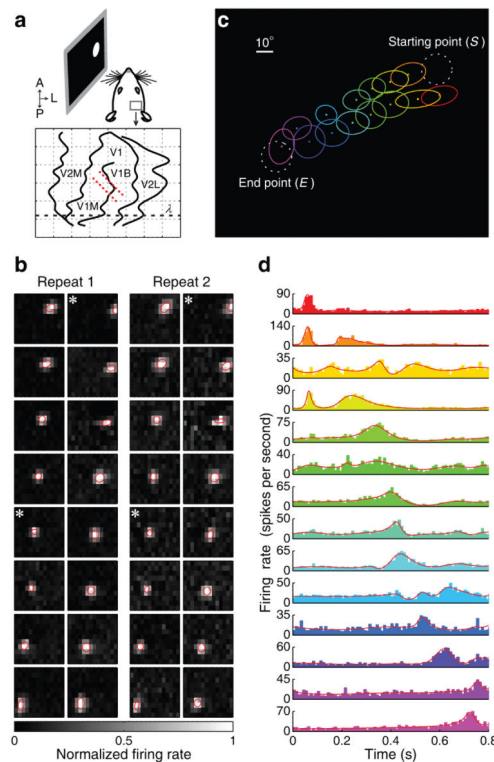 a
A
L
P
V1
V2M
V1B
V2L
V1M
λ
c
10°
Starting point (S)
End point (E)
b
Repeat 1
Repeat 2
*
*
*
*
0
0.5
1
Normalized firing rate
d
Firing rate (spikes per second)
90
0
140
0
35
0
90
0
75
0
40
0
65
0
50
0
65
0
50
0
35
0
60
0
45
0
70
0
0
0.2
0.4
0.6
0.8
Time (s)